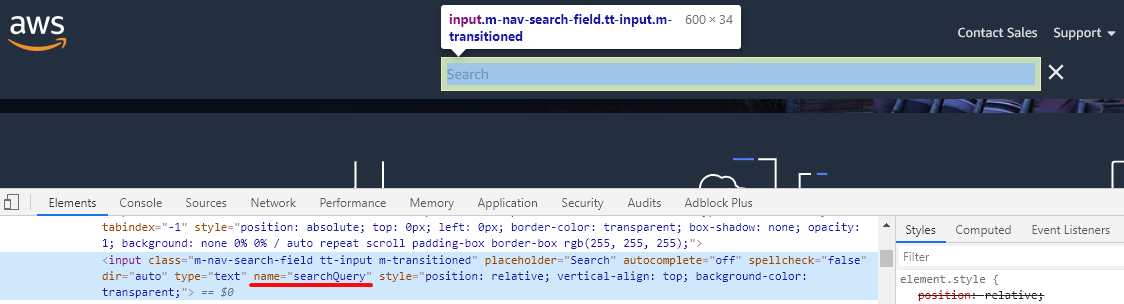 aws
input.m-nav-search-field.tt-input.m- 600 × 34
transitioned
Contact Sales Support
Search
Elements Console Sources Network Performance Memory Application Security Audits Adblock Plus
tabindex="-1" style="position: absolute; top: 0px; left: 0px; border-color: transparent; box-shadow: none; opacity:
1; background: none 0% 0% / auto repeat scroll padding-box border-box rgb(255, 255, 255);">
<input class="m-nav-search-field tt-input m-transitioned" placeholder="Search" autocomplete="off" spellcheck="false"
dir="auto" type="text" name="searchQuery" style="position: relative; vertical-align: top; background-color:
transparent;"> == $0
Styles Computed Event Listeners
Filter
element.style {
position: relative;